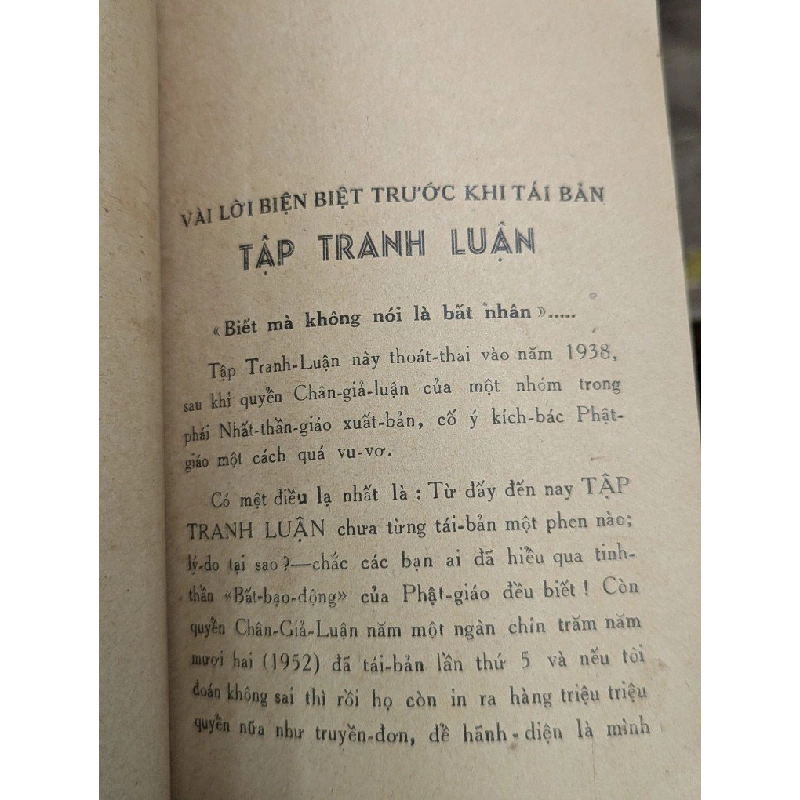 VÀI LỜI BIỆN BIỆT TRƯỚC KHI TÁI BẢN
TẬP TRANH LUẬN
«Biết mà không nói là bất nhân».....
Tập Tranh-Luận này thoát-thai vào năm 1938,
sau khi quyển Chân-giả-luận của một nhóm trong
phái Nhất-thần-giáo xuất-bản, cố ý kích-bác Phật-
giáo một cách quá vu-vơ.
Có mệt điều lạ nhất là : Từ đấy đến nay TẬP
TRANH LUẬN chưa từng tái-bản một phen nào;
lý-do tại sao?—chắc các bạn ai đã hiểu qua tinh-
thần «Bất-bạo-động» của Phật-giáo đều biết ! Còn
quyển Chân-Giả-Luận năm một ngàn chín trăm năm
mươi hai (1952) đã tái-bản lần thứ 5 và nếu tôi
đoán không sai thì rồi họ còn in ra hàng triệu triệu
quyển nữa như truyền-đơn, để hãnh-diện là mình